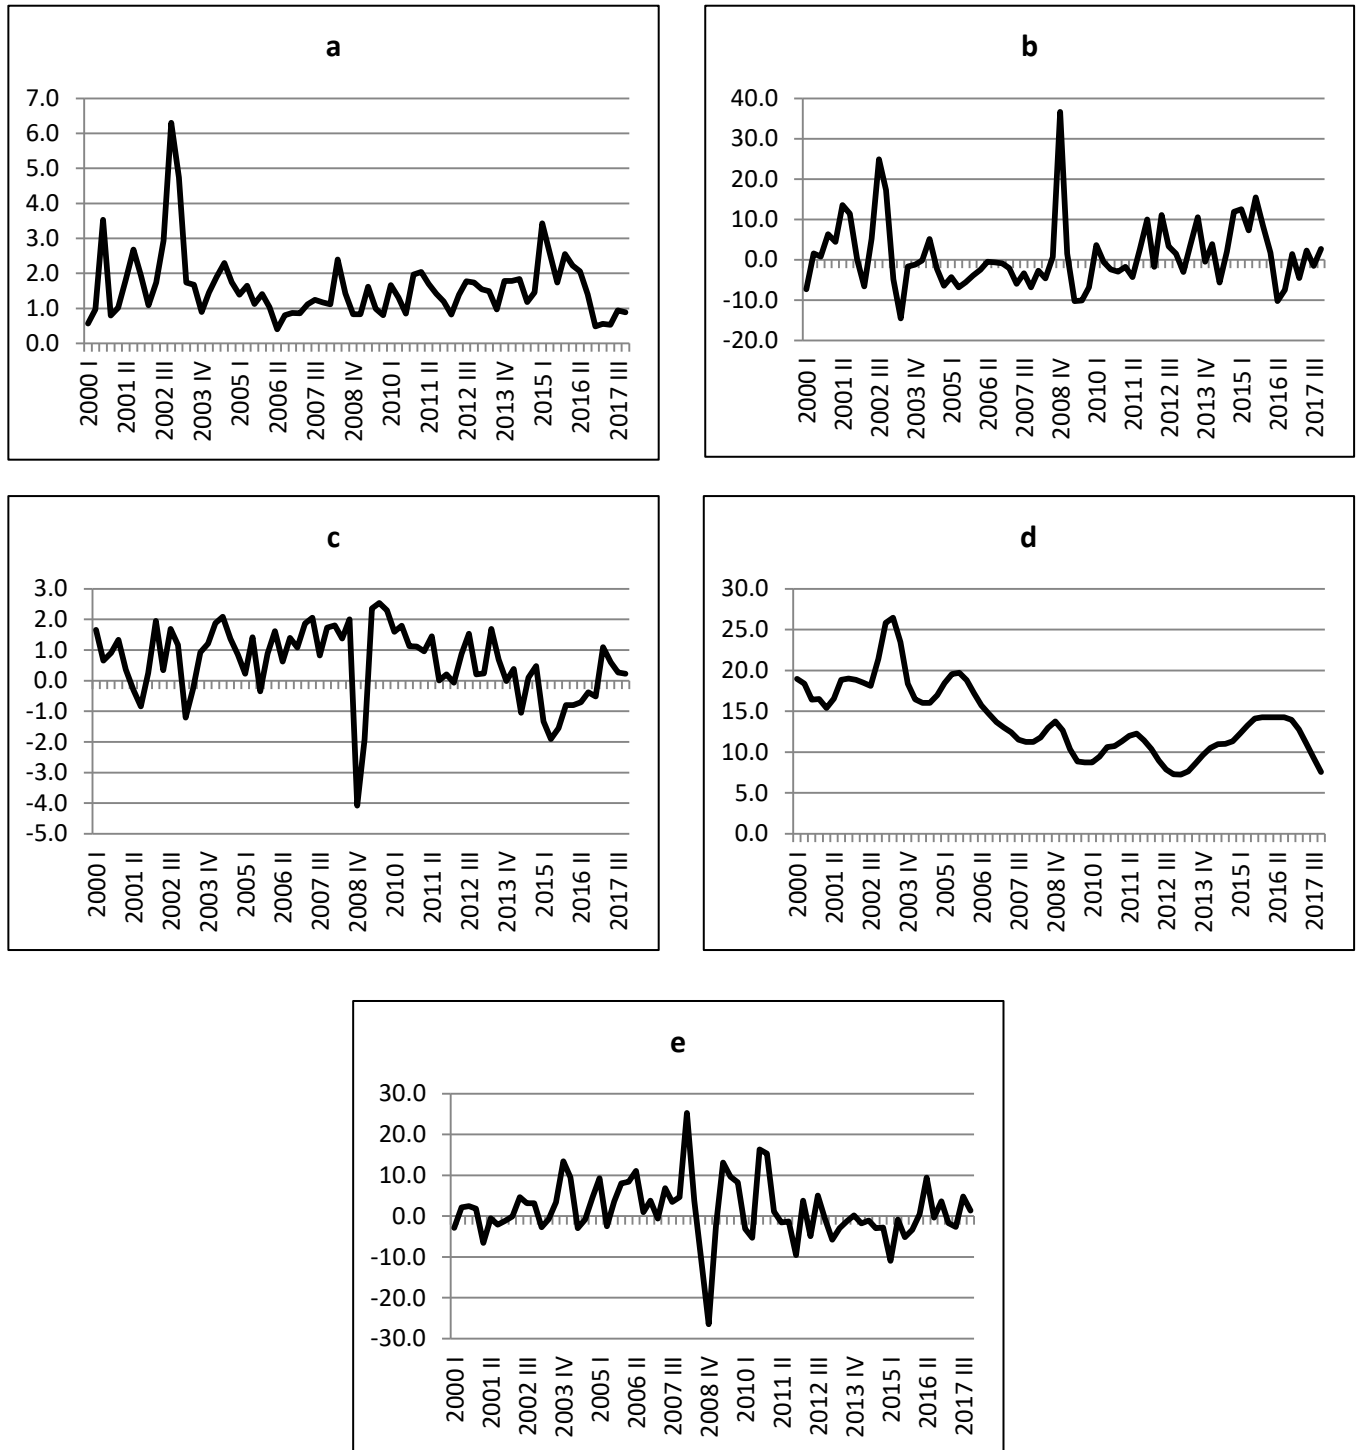 a
7.0
6.0
5.0
4.0
3.0
2.0
1.0
0.0
2000 I
2001 II
2002 III
2003 IV
2005 I
2006 II
2007 III
2008 IV
2010 I
2011 II
2012 III
2013 IV
2015 I
2016 II
2017 III
b
40.0
30.0
20.0
10.0
0.0
-10.0
-20.0
2000 I
2001 II
2002 III
2003 IV
2005 I
2006 II
2007 III
2008 IV
2010 I
2011 II
2012 III
2013 IV
2015 I
2016 II
2017 III
c
3.0
2.0
1.0
0.0
-1.0
-2.0
-3.0
-4.0
-5.0
2000 I
2001 II
2002 III
2003 IV
2005 I
2006 II
2007 III
2008 IV
2010 I
2011 II
2012 III
2013 IV
2015 I
2016 II
2017 III
d
30.0
25.0
20.0
15.0
10.0
5.0
0.0
2000 I
2001 II
2002 III
2003 IV
2005 I
2006 II
2007 III
2008 IV
2010 I
2011 II
2012 III
2013 IV
2015 I
2016 II
2017 III
e
30.0
20.0
10.0
0.0
-10.0
-20.0
-30.0
2000 I
2001 II
2002 III
2003 IV
2005 I
2006 II
2007 III
2008 IV
2010 I
2011 II
2012 III
2013 IV
2015 I
2016 II
2017 III